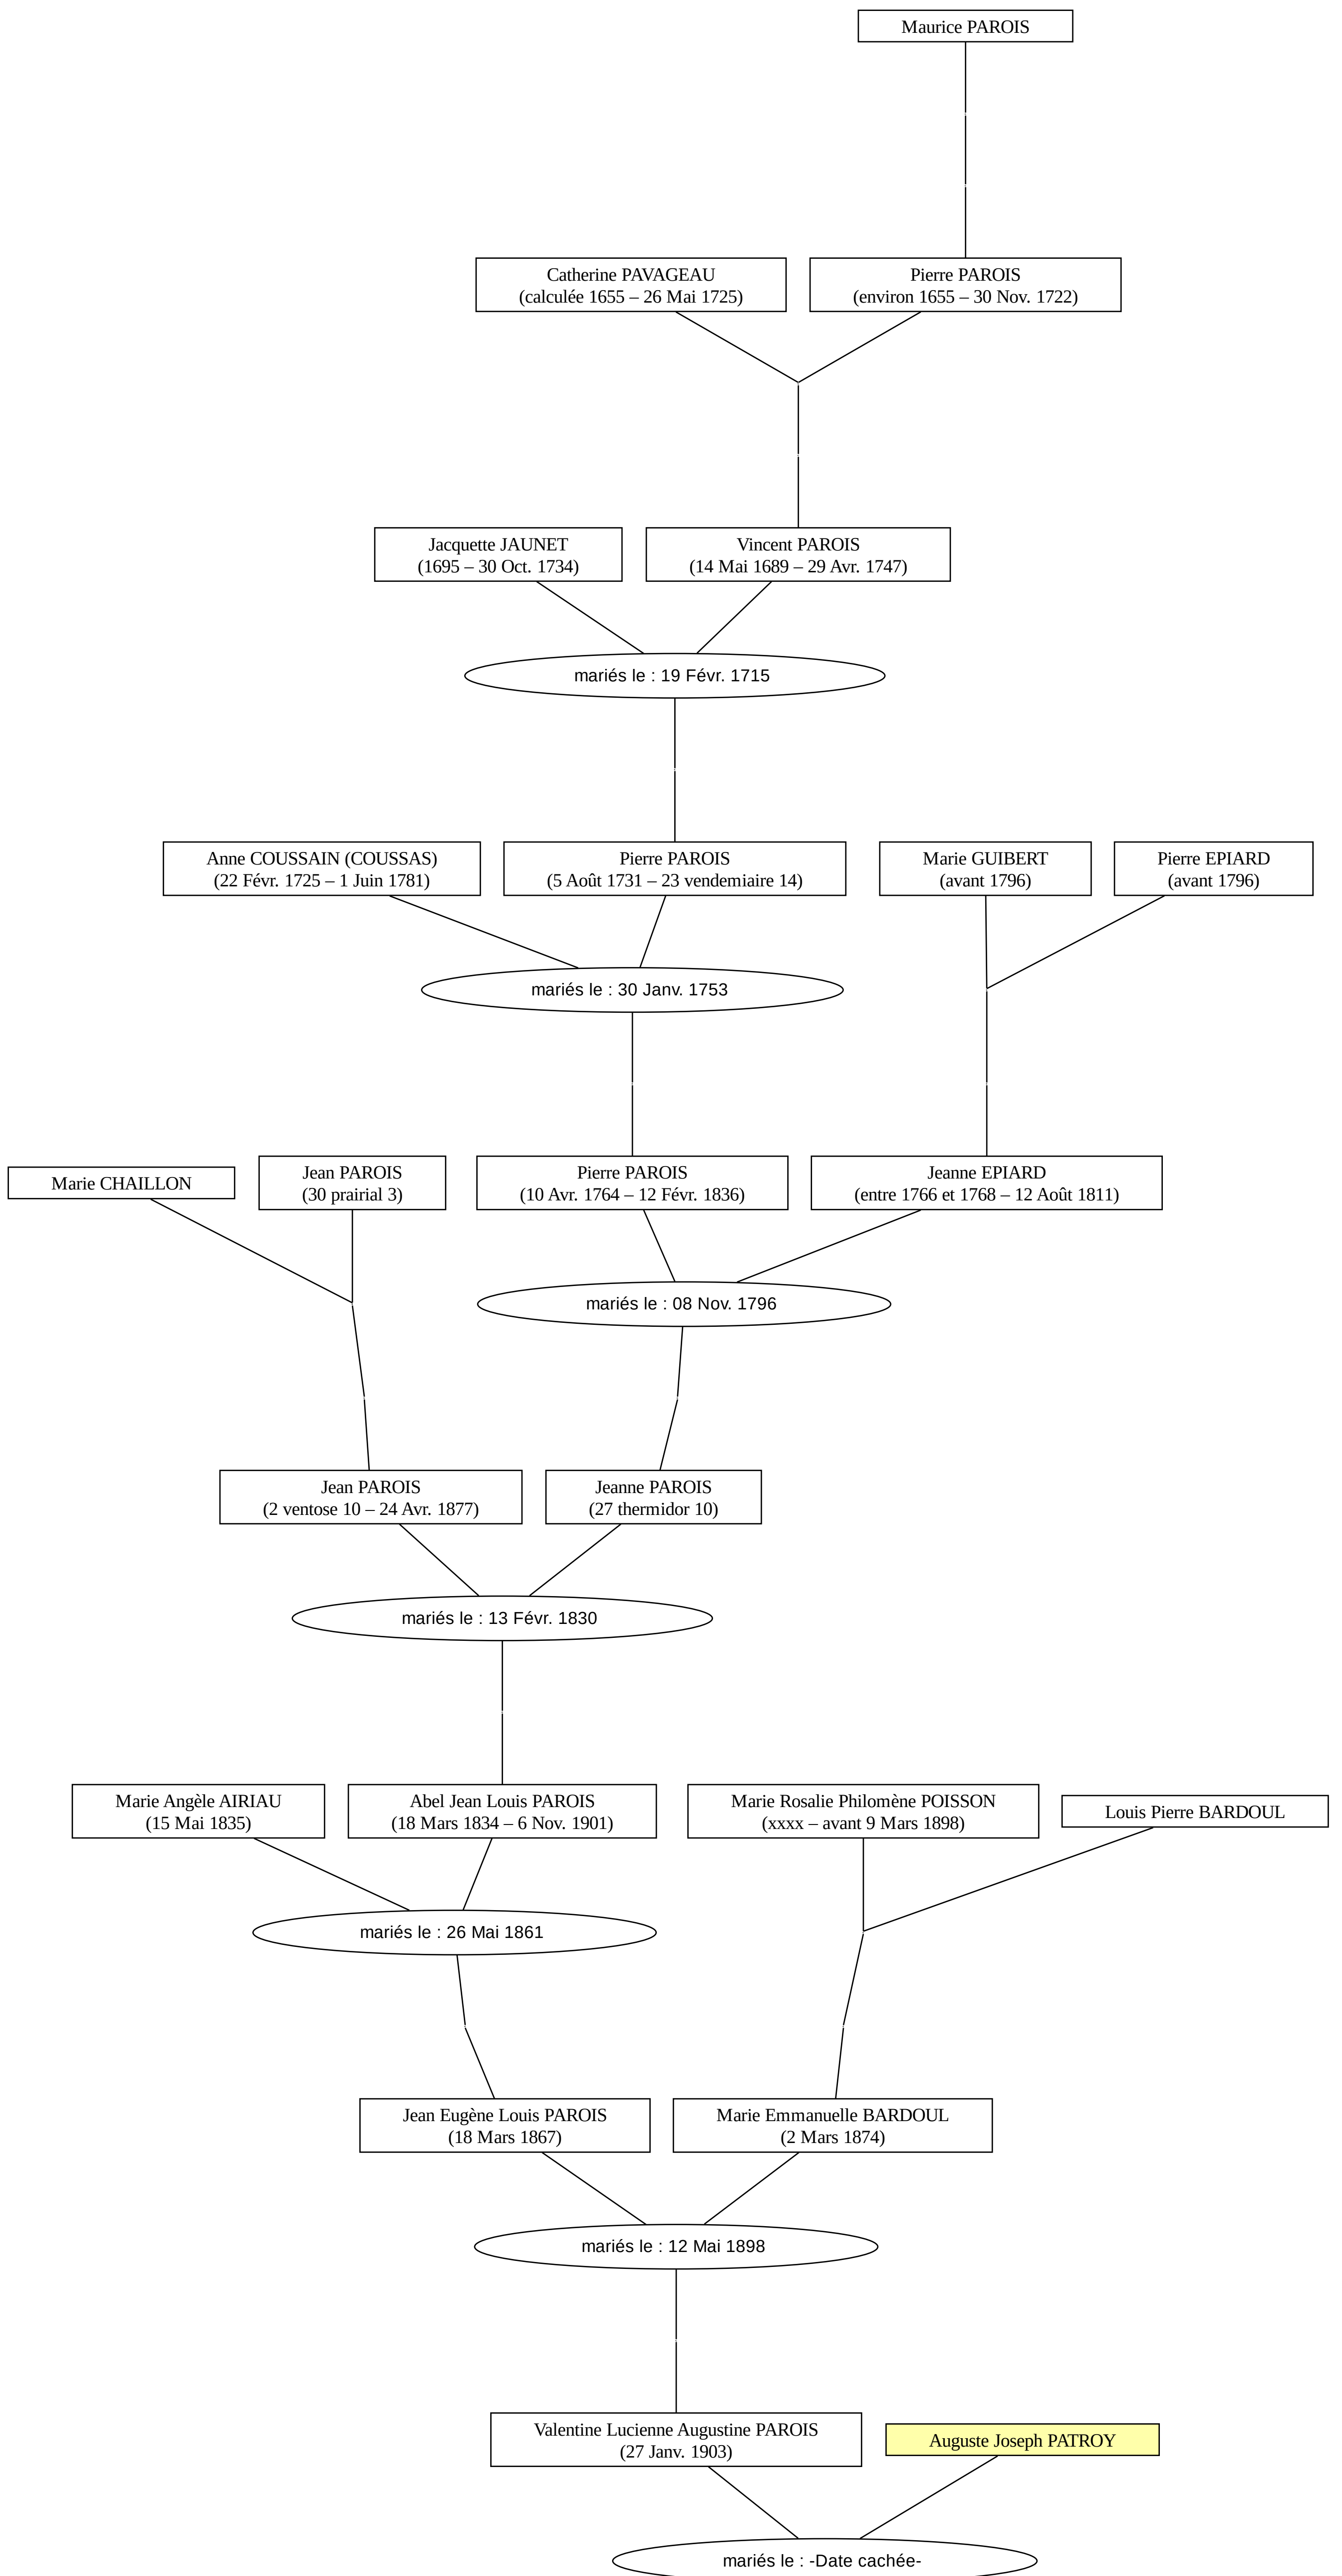 Maurice PAROIS
Catherine PAVAGEAU
(calculée 1655 – 26 Mai 1725)
Pierre PAROIS
(environ 1655 – 30 Nov. 1722)
Jacquette JAUNET
(1695 – 30 Oct. 1734)
Vincent PAROIS
(14 Mai 1689 – 29 Avr. 1747)
mariés le : 19 Févr. 1715
Anne COUSSAIN (COUSSAS)
(22 Févr. 1725 – 1 Juin 1781)
Pierre PAROIS
(5 Août 1731 – 23 vendemiaire 14)
Marie GUIBERT
(avant 1796)
Pierre EPIARD
(avant 1796)
mariés le : 30 Janv. 1753
Marie CHAILLON
Jean PAROIS
(30 prairial 3)
Pierre PAROIS
(10 Avr. 1764 – 12 Févr. 1836)
Jeanne EPIARD
(entre 1766 et 1768 – 12 Août 1811)
mariés le : 08 Nov. 1796
Jean PAROIS
(2 ventose 10 – 24 Avr. 1877)
Jeanne PAROIS
(27 thermidor 10)
mariés le : 13 Févr. 1830
Marie Angèle AIRIAU
(15 Mai 1835)
Abel Jean Louis PAROIS
(18 Mars 1834 – 6 Nov. 1901)
Marie Rosalie Philomène POISSON
(xxxx – avant 9 Mars 1898)
Louis Pierre BARDOUL
mariés le : 26 Mai 1861
Jean Eugène Louis PAROIS
(18 Mars 1867)
Marie Emmanuelle BARDOUL
(2 Mars 1874)
mariés le : 12 Mai 1898
Valentine Lucienne Augustine PAROIS
(27 Janv. 1903)
Auguste Joseph PATROY
mariés le : -Date cachée-